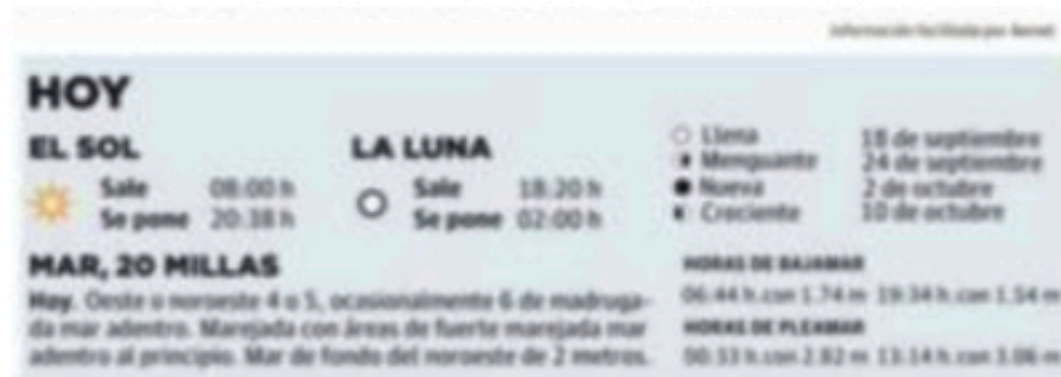 Información facilitada por Aemet
HOY
EL SOL
Sale 08:00 h
Se pone 20:38 h
LA LUNA
Sale 18:20 h
Se pone 02:00 h
Llena 18 de septiembre
Menguante 24 de septiembre
Nueva 2 de octubre
Creciente 10 de octubre
MAR, 20 MILLAS
Hoy. Oeste o noroeste 4 o 5, ocasionalmente 6 de madruga-
da mar adentro. Marejada con áreas de fuerte marejada mar
adentro al principio. Mar de fondo del noroeste de 2 metros.
HORAS DE BAJAMAR
06:44 h. con 1.74 m 19:34 h. con 1.54 m
HORAS DE PLEAMAR
00:33 h. con 2.82 m 13:14 h. con 3.06 m